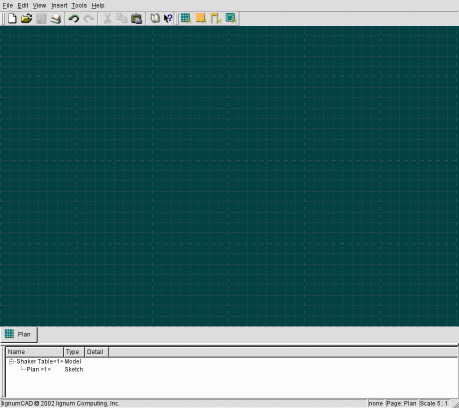 File Edit View Insert Tools Help
Plan
Name Type Detail
Shaker Table<1> Model
Plan <1> Sketch
lignumCAD © 2002 lignum Computing, Inc. none Page: Plan Scale 5 : 1